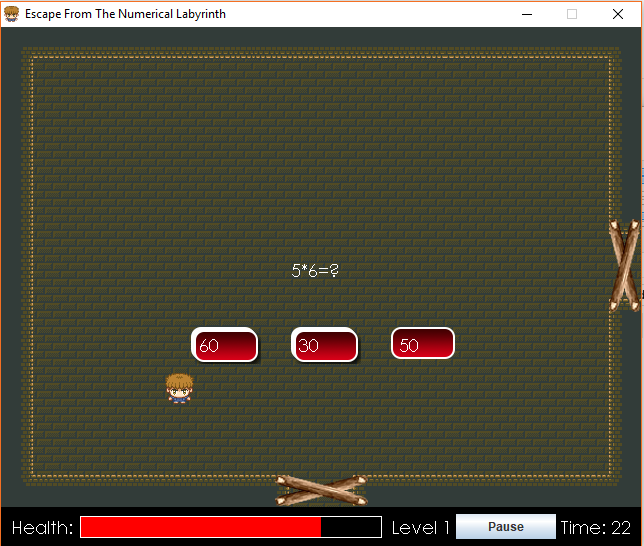 Escape From The Numerical Labyrinth
5*6=?
60 30 50
Health: Level 1 Pause Time: 22